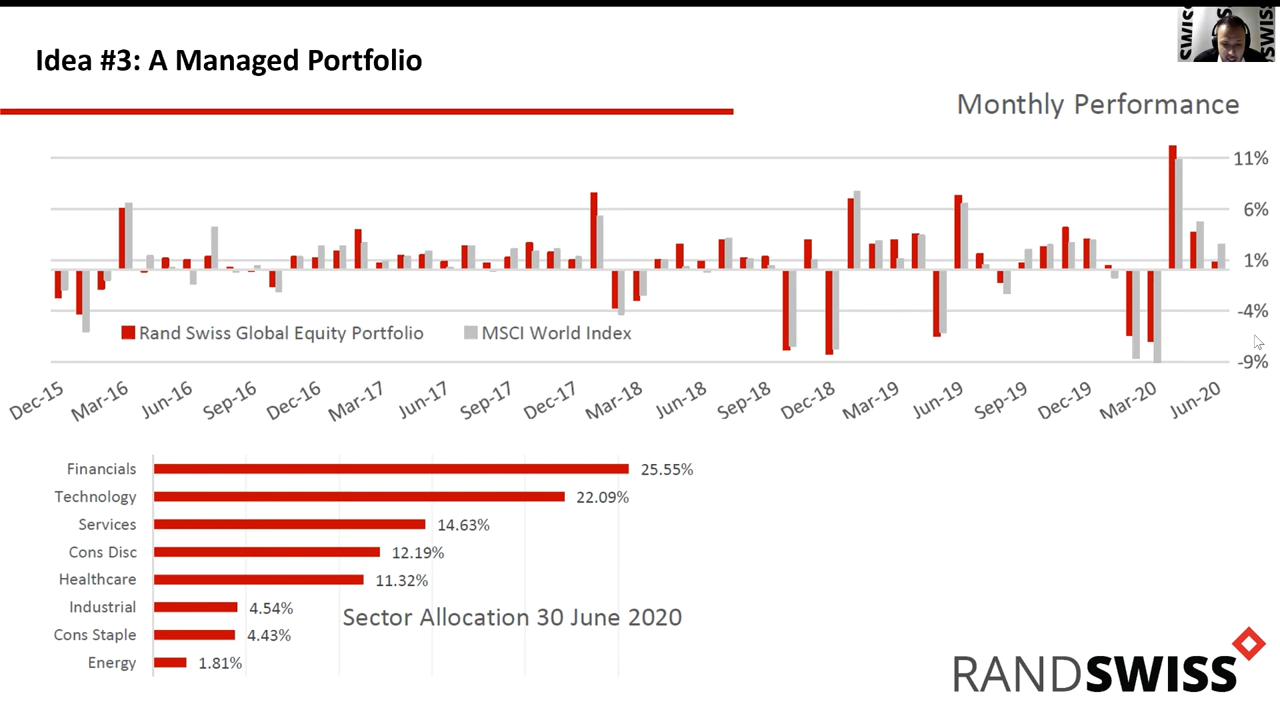 SWISS
SWISS
Idea #3: A Managed Portfolio
Monthly Performance
11%
6%
1%
-4%
-9%
Rand Swiss Global Equity Portfolio
MSCI World Index
Dec-15
Mar-16
Jun-16
Sep-16
Dec-16
Mar-17
Jun-17
Sep-17
Dec-17
Mar-18
Jun-18
Sep-18
Dec-18
Mar-19
Jun-19
Sep-19
Dec-19
Mar-20
Jun-20
Financials 25.55%
Technology 22.09%
Services 14.63%
Cons Disc 12.19%
Healthcare 11.32%
Industrial 4.54%
Sector Allocation 30 June 2020
Cons Staple 4.43%
Energy 1.81%
RANDSWISS